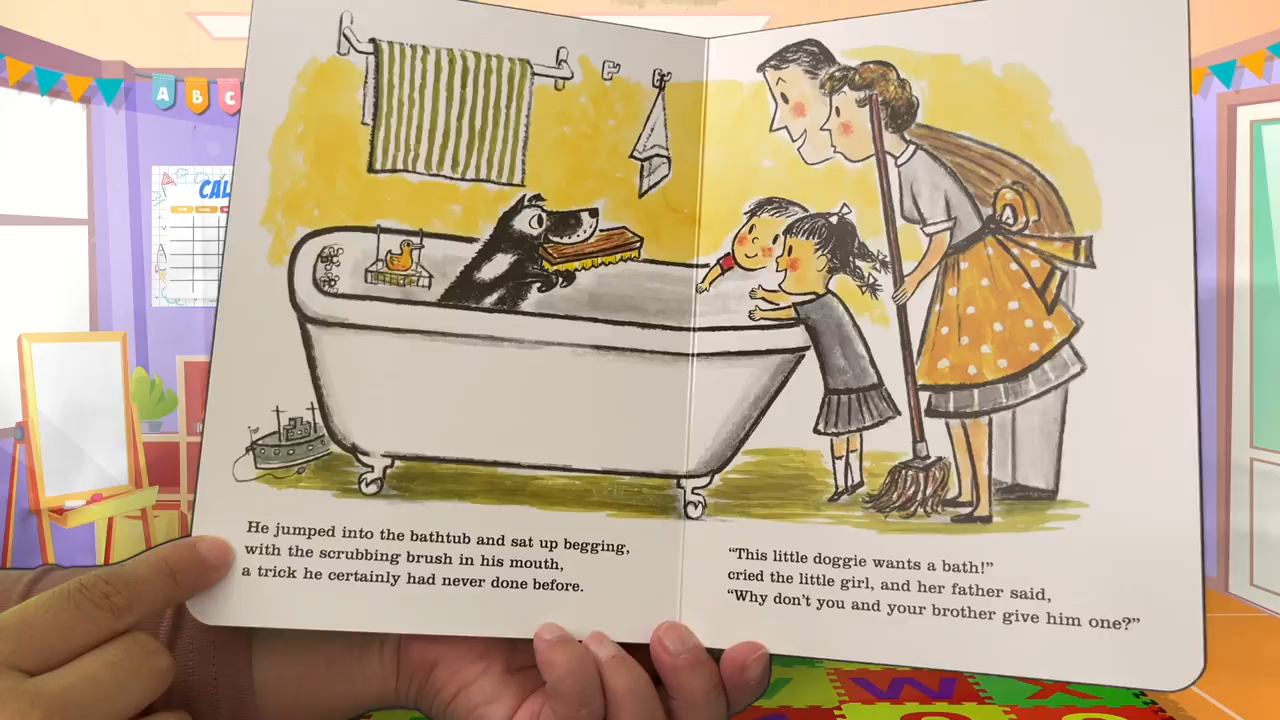 A B C
CAL
He jumped into the bathtub and sat up begging,
with the scrubbing brush in his mouth,
a trick he certainly had never done before.
“This little doggie wants a bath!”
cried the little girl, and her father said,
“Why don’t you and your brother give him one?”
W X